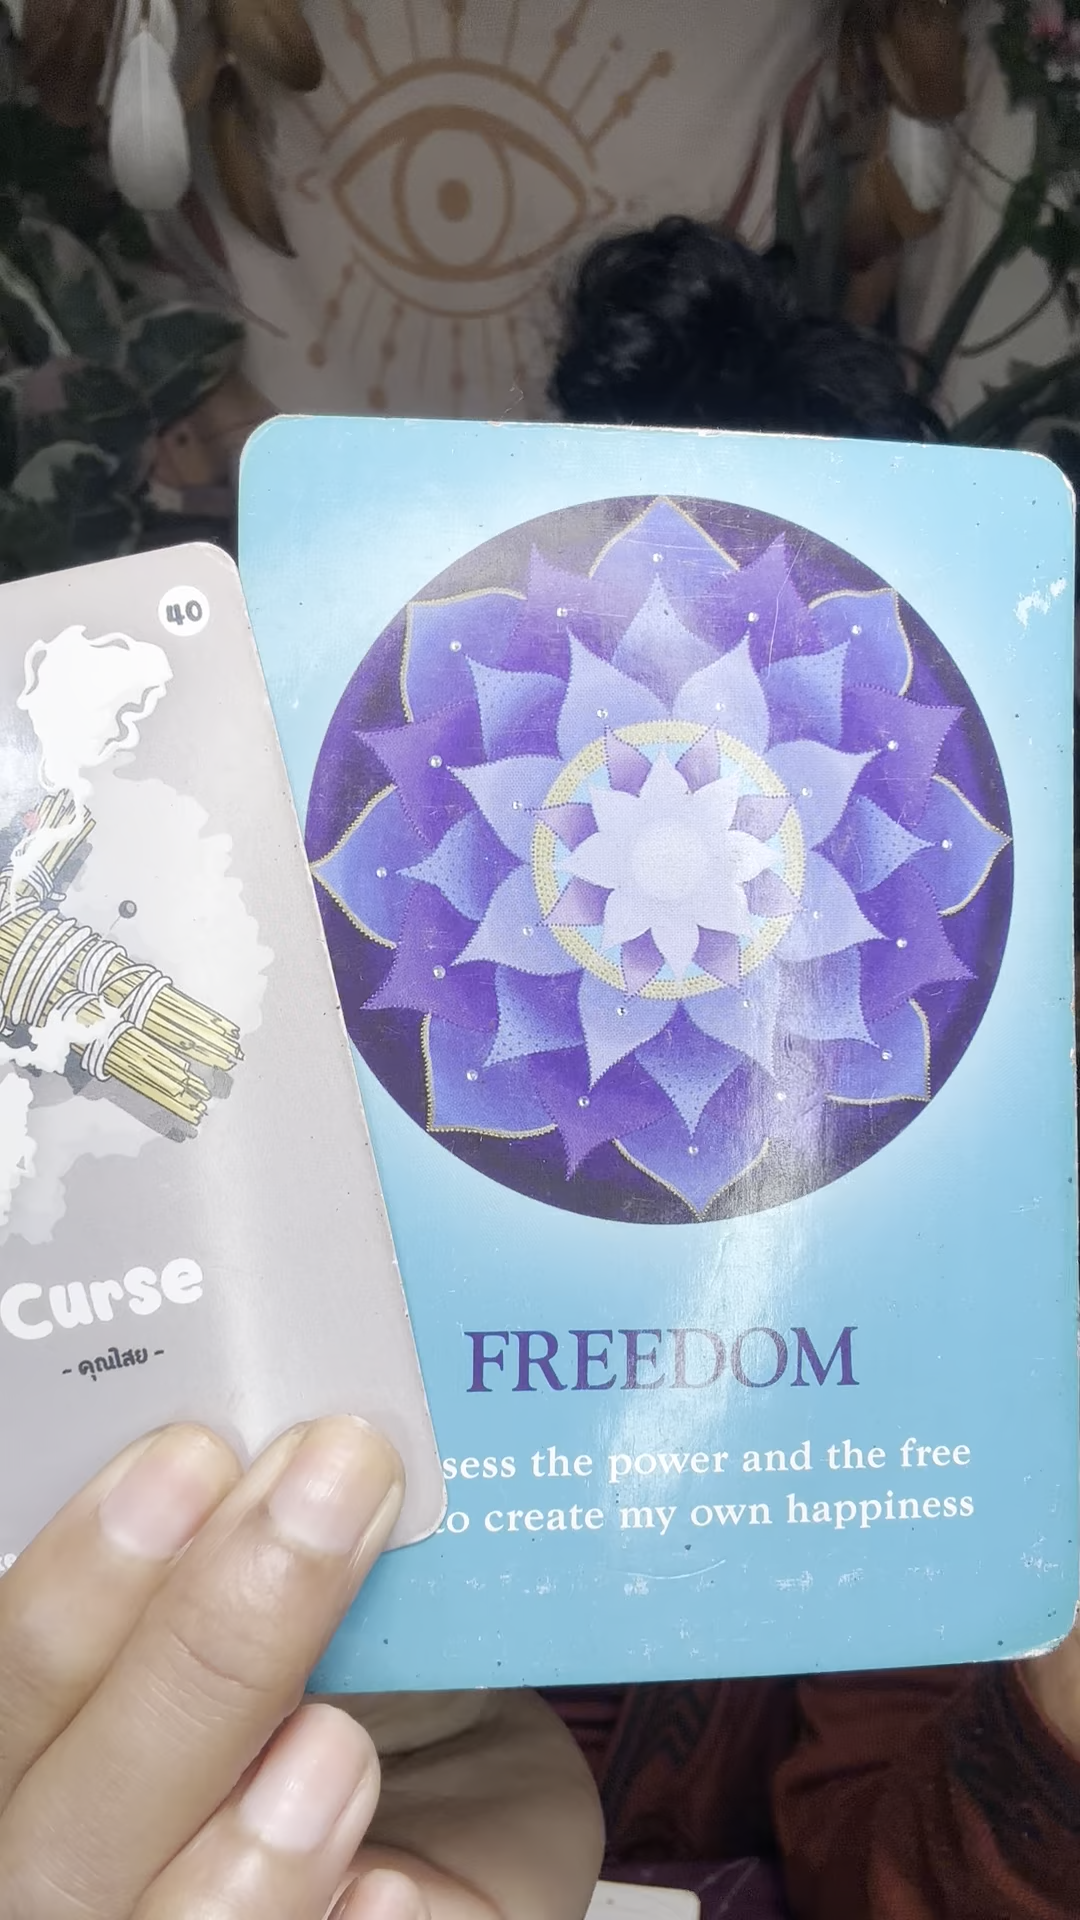 40
Curse
- คุณไสย -
FREEDOM
sess the power and the free
to create my own happiness